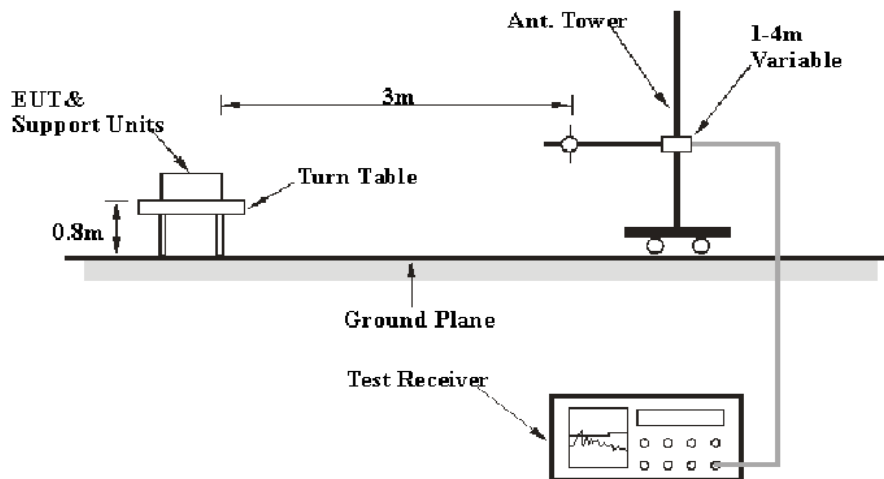 Ant. Tower
1-4m
Variable
3m
EUT &
Support Units
Turn Table
0.8m
Ground Plane
Test Receiver